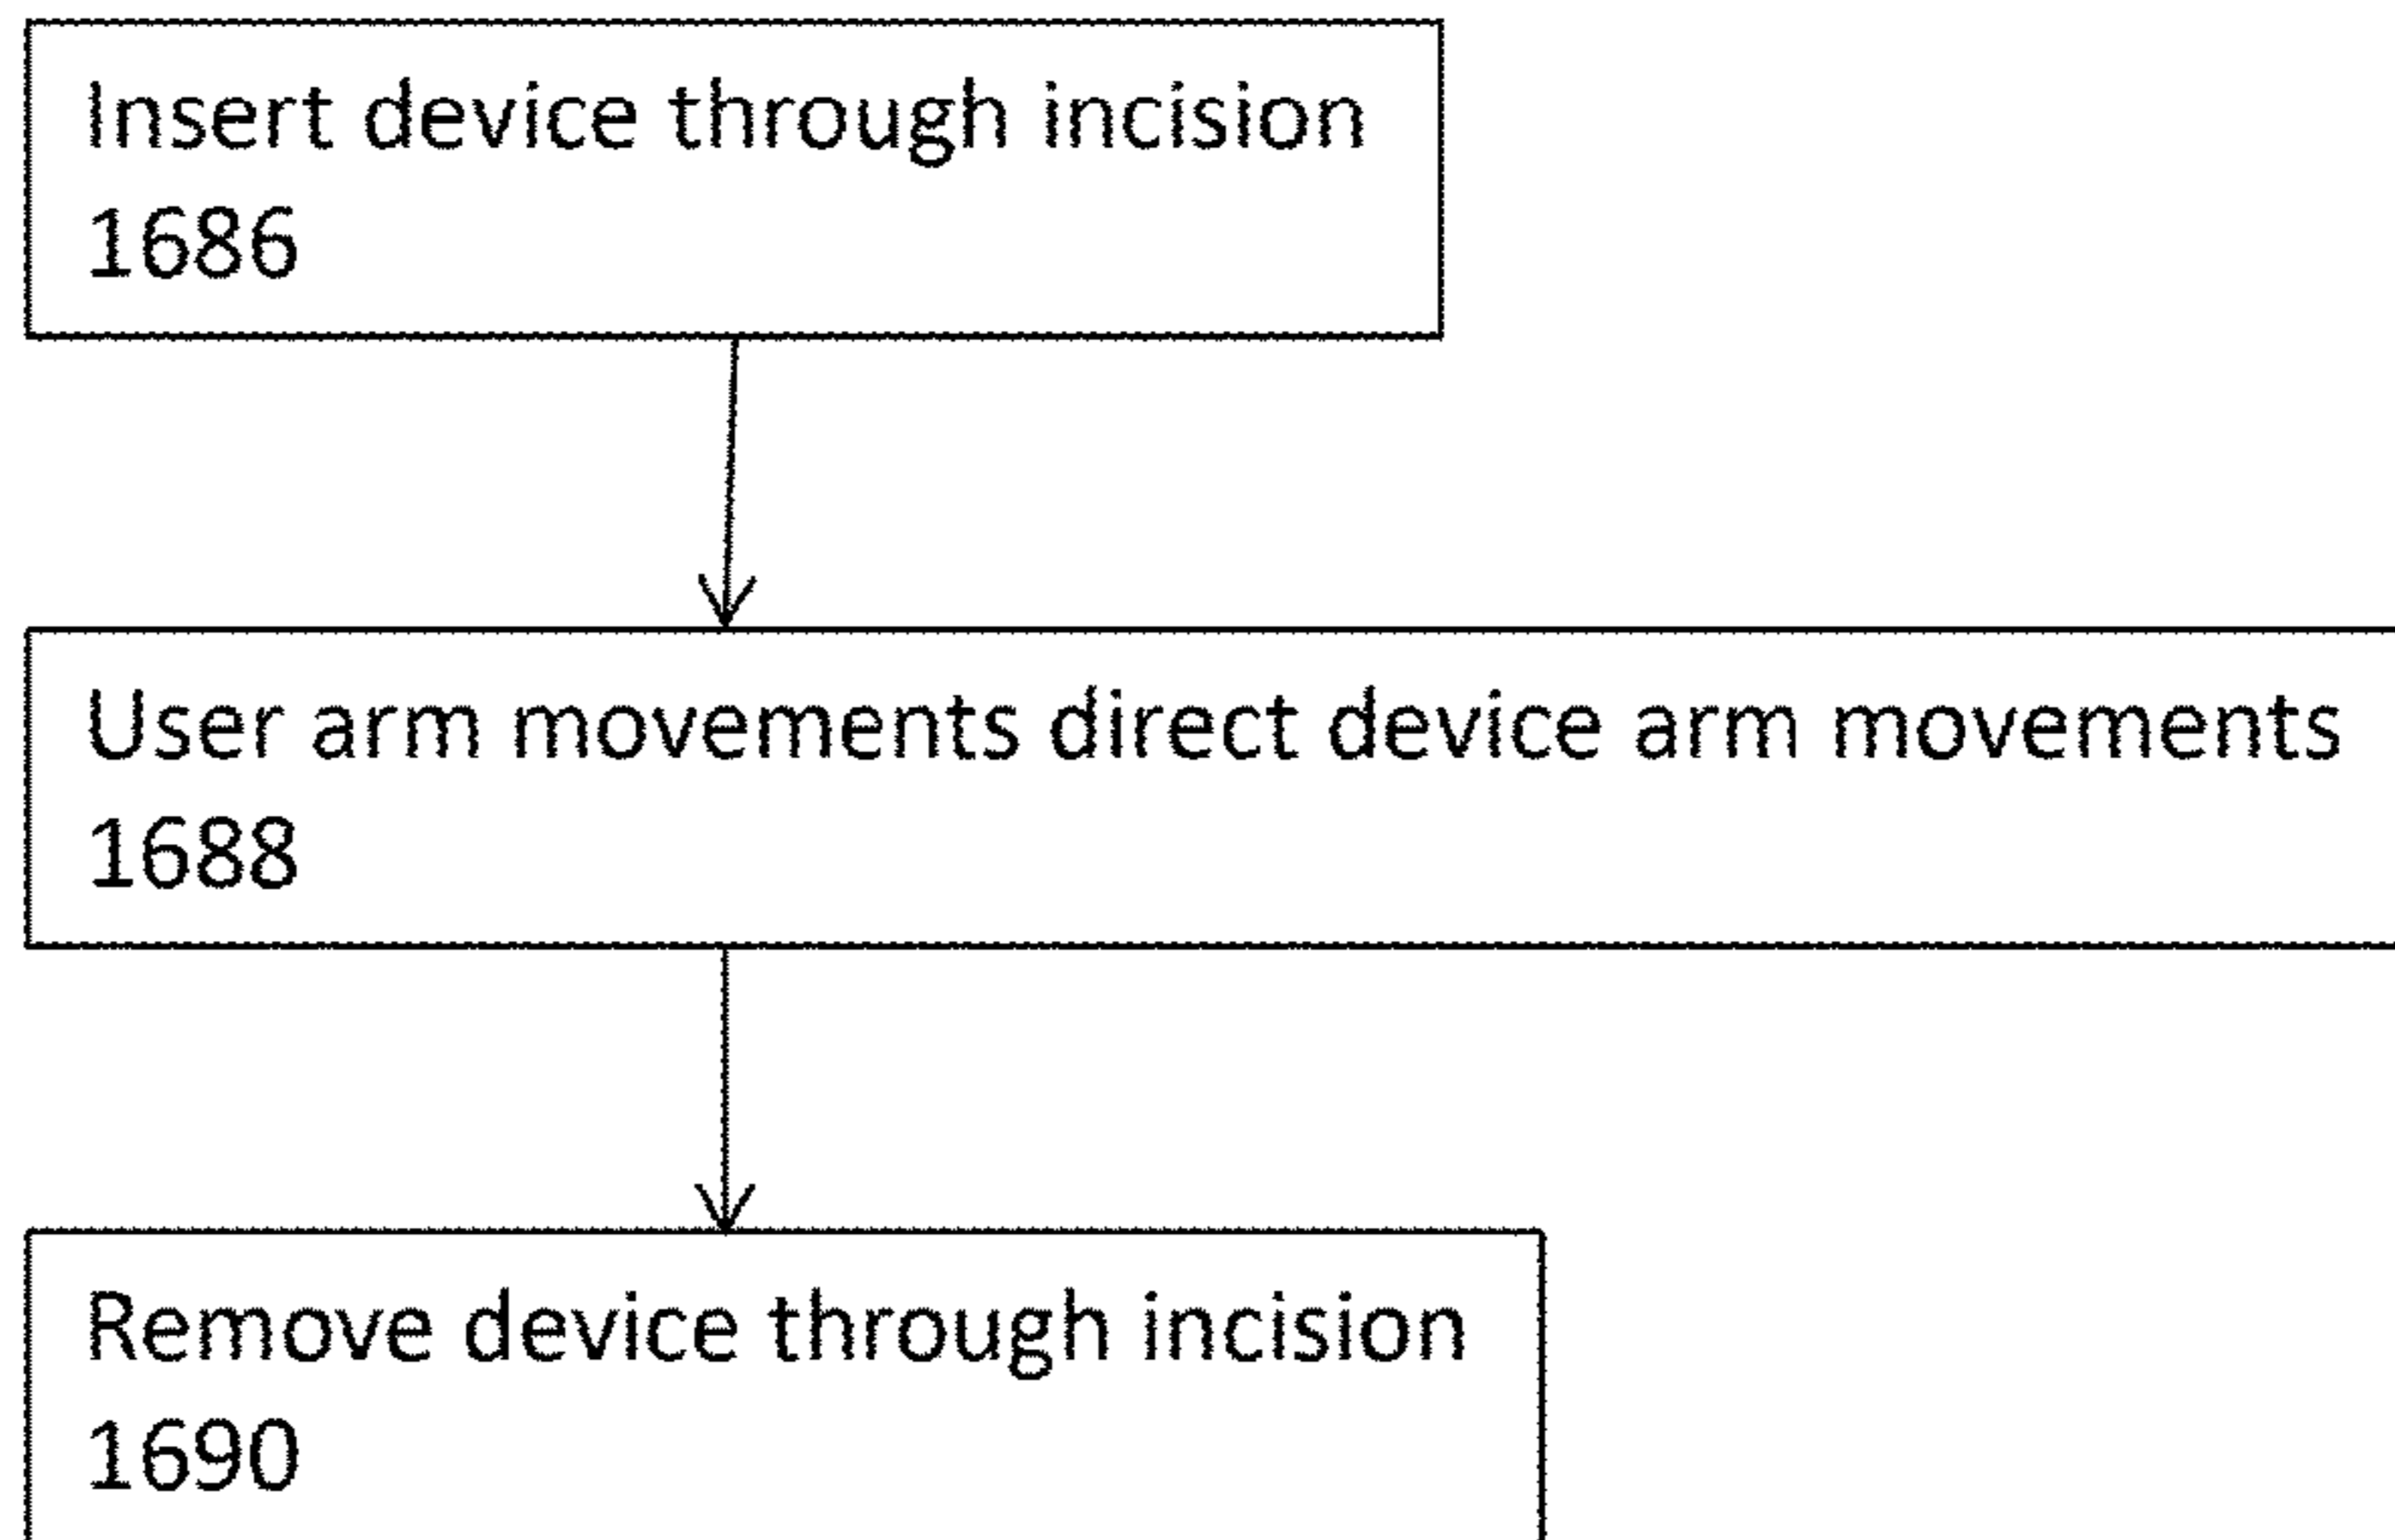 Insert device through incision
1686
User arm movements direct device arm movements
1688
Remove device through incision
1690